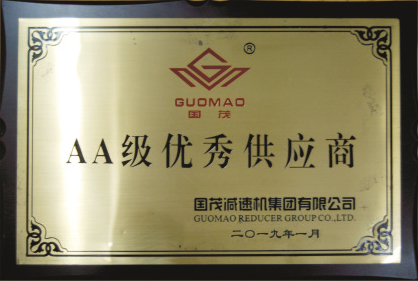 ®
GUOMAO
国茂
AA级优秀供应商
国茂减速机集团有限公司
GUOMAO REDUCER GROUP CO.,LTD.
二〇一九年一月